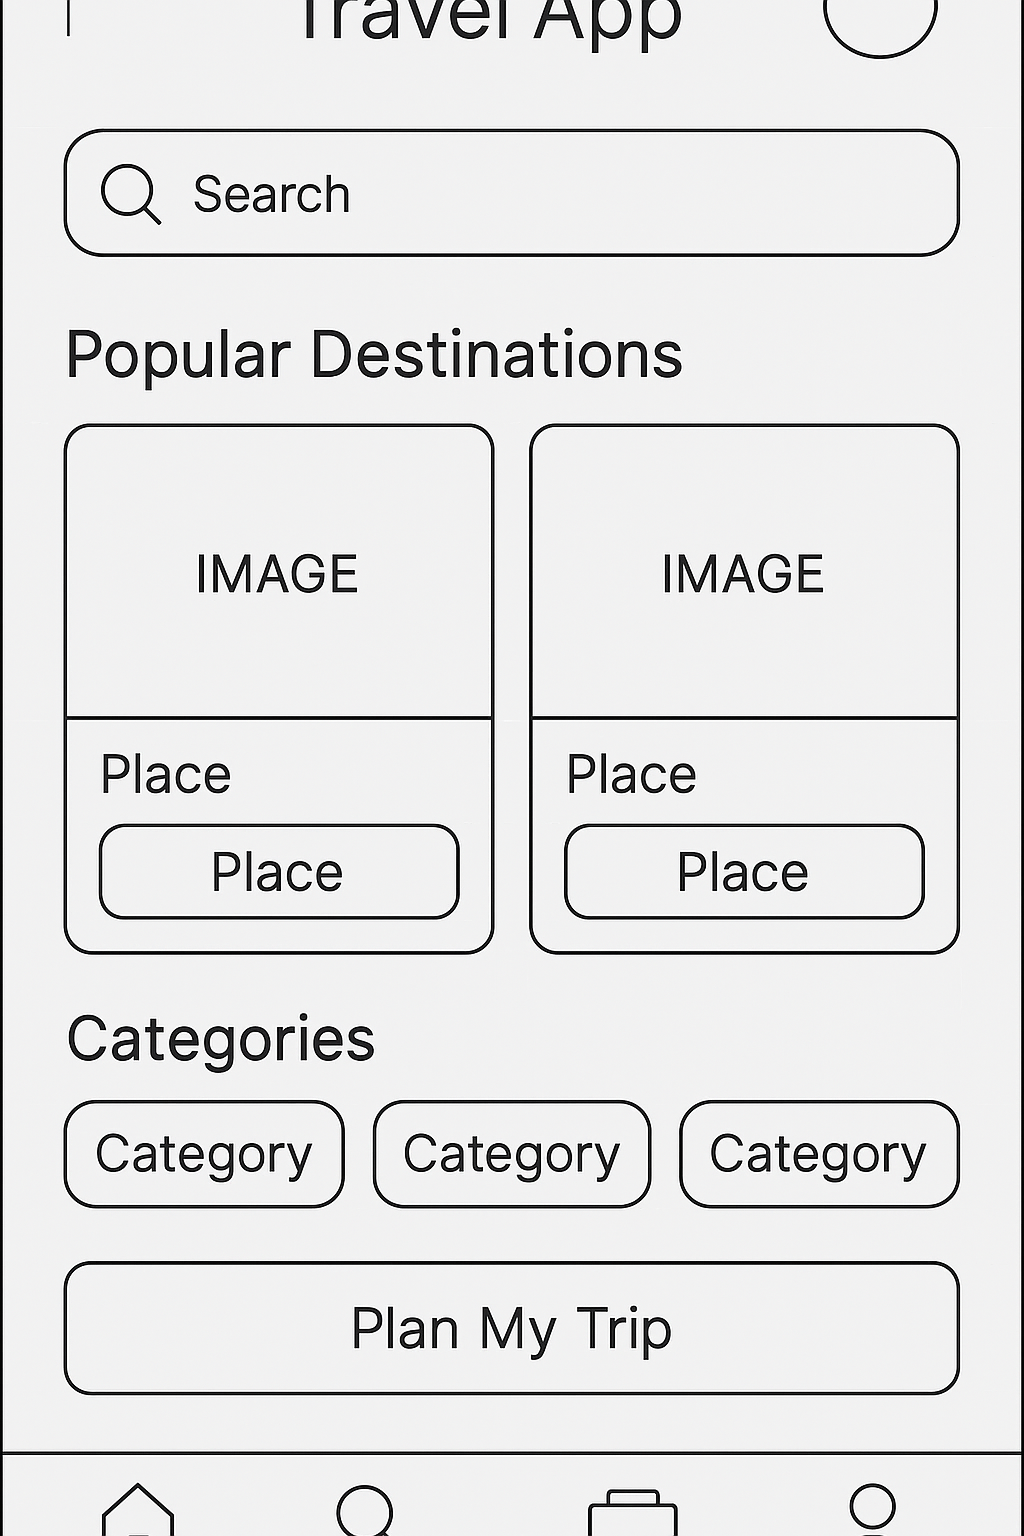 Travel App
Search
Popular Destinations
IMAGE
IMAGE
Place
Place
Place
Place
Categories
Category
Category
Category
Plan My Trip